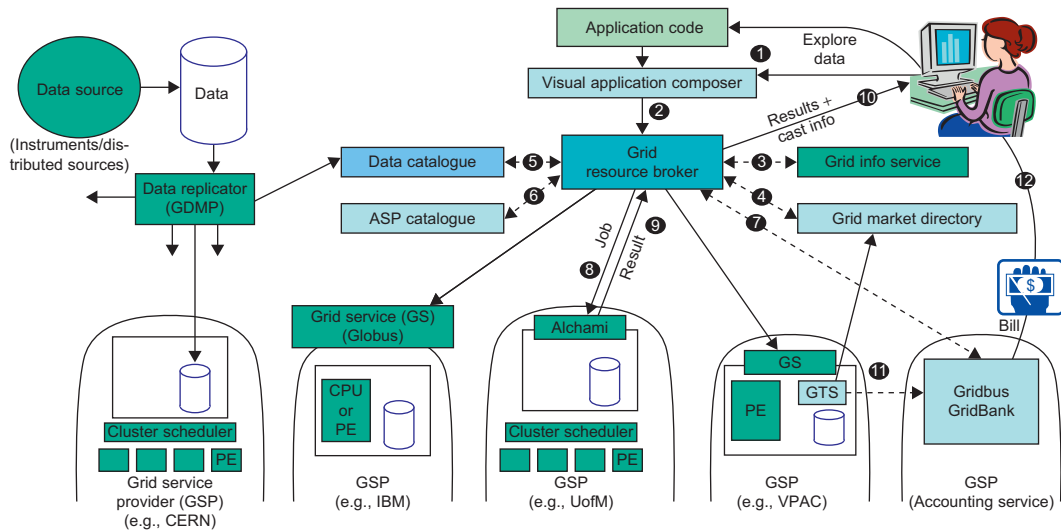 Application code
Explore
data
1
Visual application composer
Data source
Data
2
Results +
cast info
10
(Instruments/dis-
tributed sources)
Data catalogue
5
Grid
resource broker
3
Grid info service
12
Data replicator
(GDMP)
6
4
ASP catalogue
7
Grid market directory
Job
9
Result
8
$
Grid service (GS)
(Globus)
Alchami
Bill
GS
11
CPU
or
PE
PE
GTS
Gridbus
GridBank
Cluster scheduler
PE
Cluster scheduler
PE
Grid service
provider (GSP)
(e.g., CERN)
GSP
(e.g., IBM)
GSP
(e.g., UofM)
GSP
(e.g., VPAC)
GSP
(Accounting service)